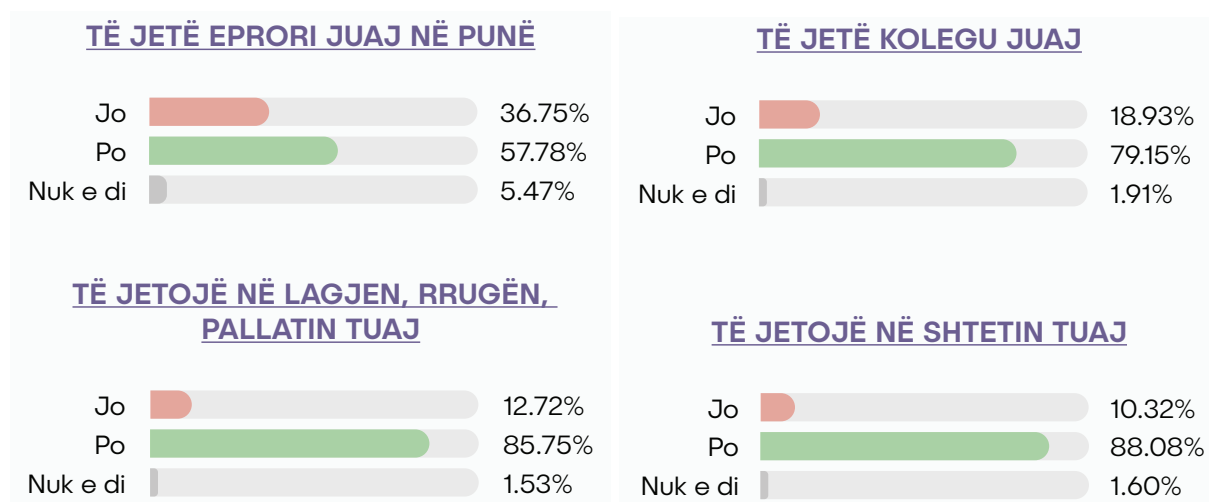 TË JETË EPRORI JUAJ NË PUNË
Jo 36.75%
Po 57.78%
Nuk e di 5.47%
TË JETË KOLEGU JUAJ
Jo 18.93%
Po 79.15%
Nuk e di 1.91%
TË JETOJË NË LAGJEN, RRUGËN,
PALLATIN TUAJ
Jo 12.72%
Po 85.75%
Nuk e di 1.53%
TË JETOJË NË SHTETIN TUAJ
Jo 10.32%
Po 88.08%
Nuk e di 1.60%